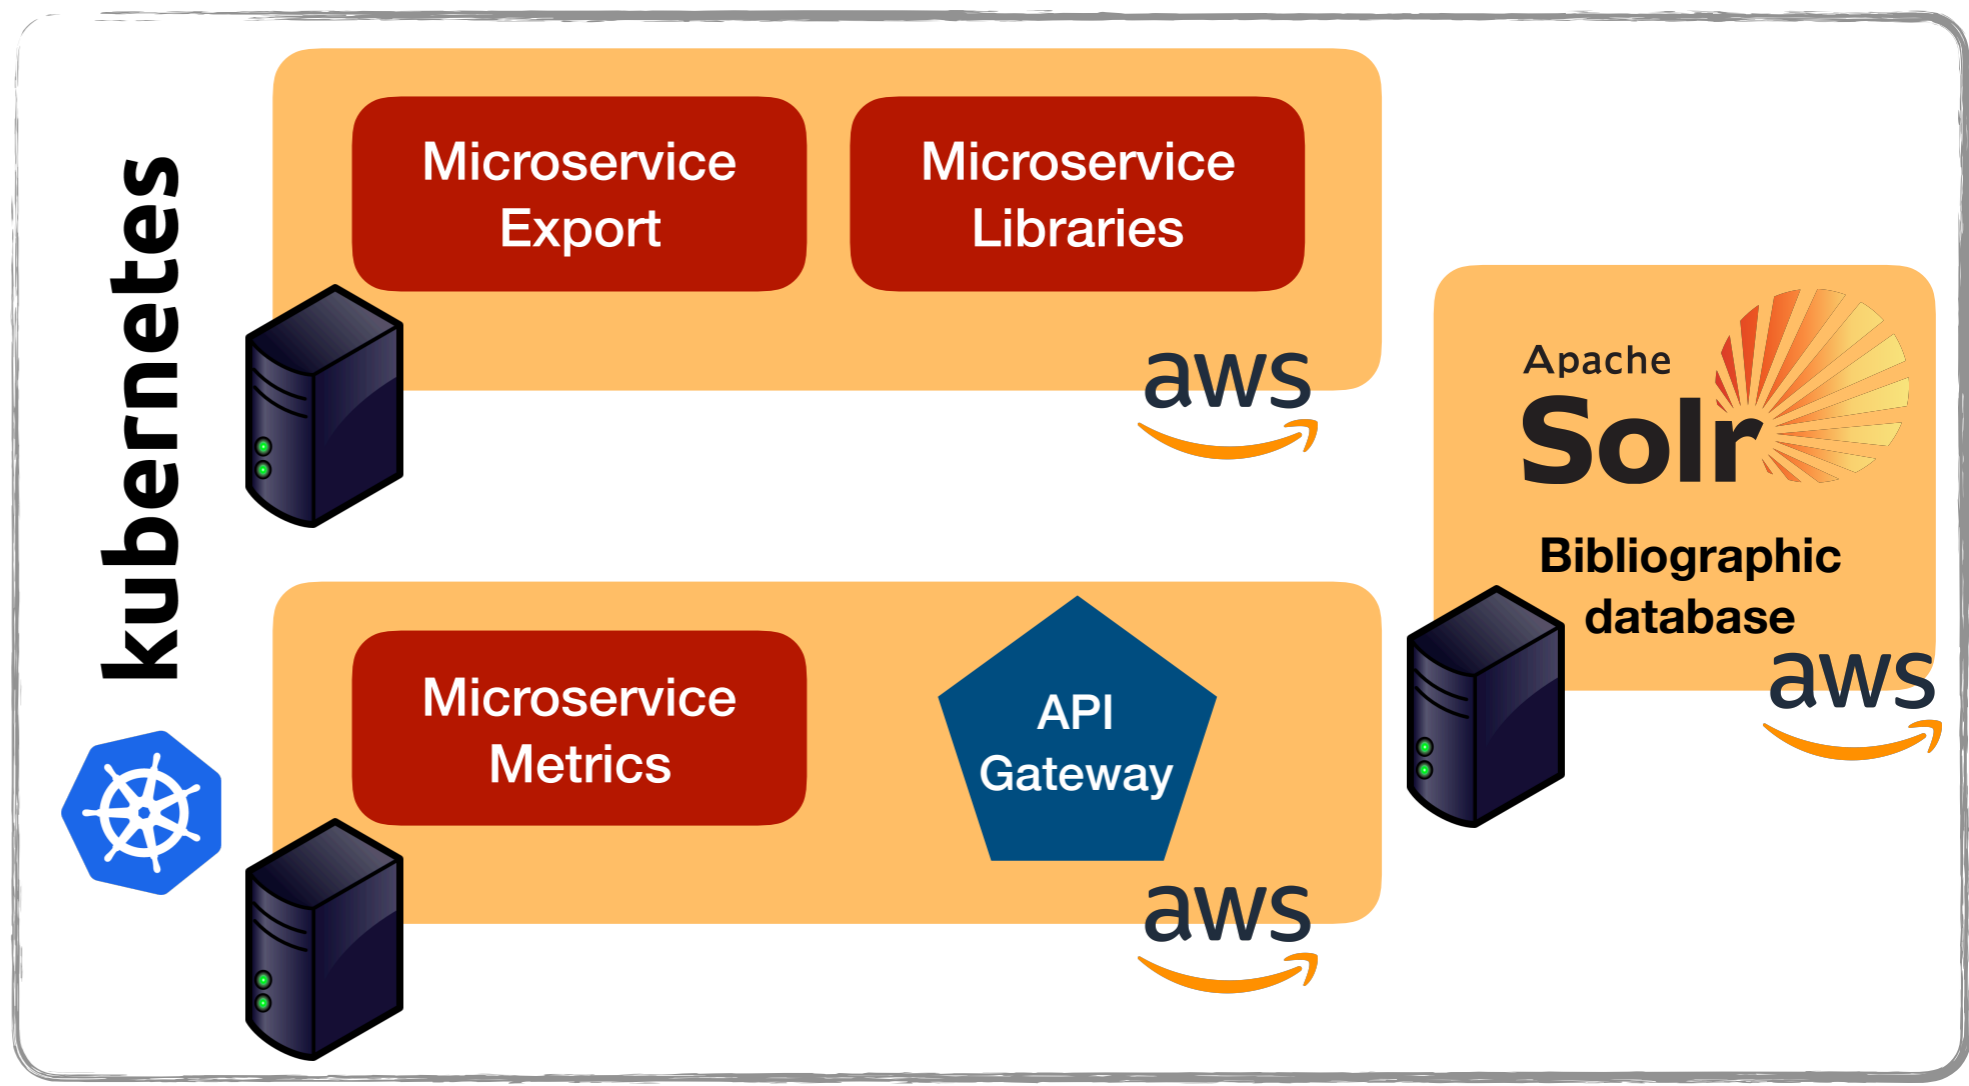 kubernetes
Microservice
Export
Microservice
Libraries
aws
Apache
Solr
Bibliographic
database
aws
Microservice
Metrics
API
Gateway
aws